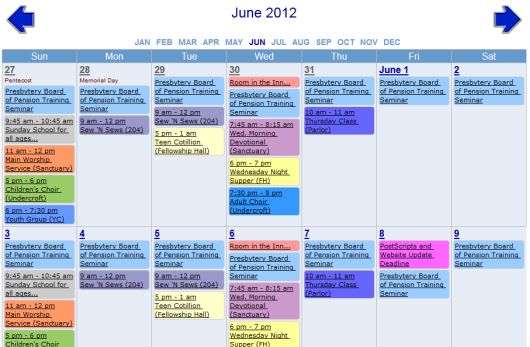 June 2012
JAN FEB MAR APR MAY JUN JUL AUG SEP OCT NOV DEC
Sun Mon Tue Wed Thu Fri Sat
27
Pentecost
Presbytery Board
of Pension Training
Seminar
9:45 am - 10:45 am
Sunday School for
all ages...
11 am - 12 pm
Main Worship
Service (Sanctuary)
5 pm - 6 pm
Children's Choir
(Undercroft)
6 pm - 7:30 pm
Youth Group (YC)
28
Memorial Day
Presbytery Board
of Pension Training
Seminar
9 am - 12 pm
Sew 'N Sews (204)
29
Presbytery Board
of Pension Training
Seminar
9 am - 12 pm
Sew 'N Sews (204)
5 pm - 1 am
Teen Cotillion
(Fellowship Hall)
30
Room in the Inn...
Presbytery Board
of Pension Training
Seminar
7:45 am - 8:15 am
Wed. Morning
Devotional
(Sanctuary)
6 pm - 7 pm
Wednesday Night
Supper (FH)
7:30 pm - 9 pm
Adult Choir
(Undercroft)
31
Presbytery Board
of Pension Training
Seminar
10 am - 11 am
Thursday Class
(Parlor)
June 1
Presbytery Board
of Pension Training
Seminar
2
Presbytery Board
of Pension Training
Seminar
3
Presbytery Board
of Pension Training
Seminar
9:45 am - 10:45 am
Sunday School for
all ages...
11 am - 12 pm
Main Worship
Service (Sanctuary)
5 pm - 6 pm
Children's Choir
4
Presbytery Board
of Pension Training
Seminar
9 am - 12 pm
Sew 'N Sews (204)
5
Presbytery Board
of Pension Training
Seminar
9 am - 12 pm
Sew 'N Sews (204)
5 pm - 1 am
Teen Cotillion
(Fellowship Hall)
6
Room in the Inn...
Presbytery Board
of Pension Training
Seminar
7:45 am - 8:15 am
Wed. Morning
Devotional
(Sanctuary)
6 pm - 7 pm
Wednesday Night
Supper (FH)
7
Presbytery Board
of Pension Training
Seminar
10 am - 11 am
Thursday Class
(Parlor)
8
PostScripts and
Website Update
Deadline
Presbytery Board
of Pension Training
Seminar
9
Presbytery Board
of Pension Training
Seminar